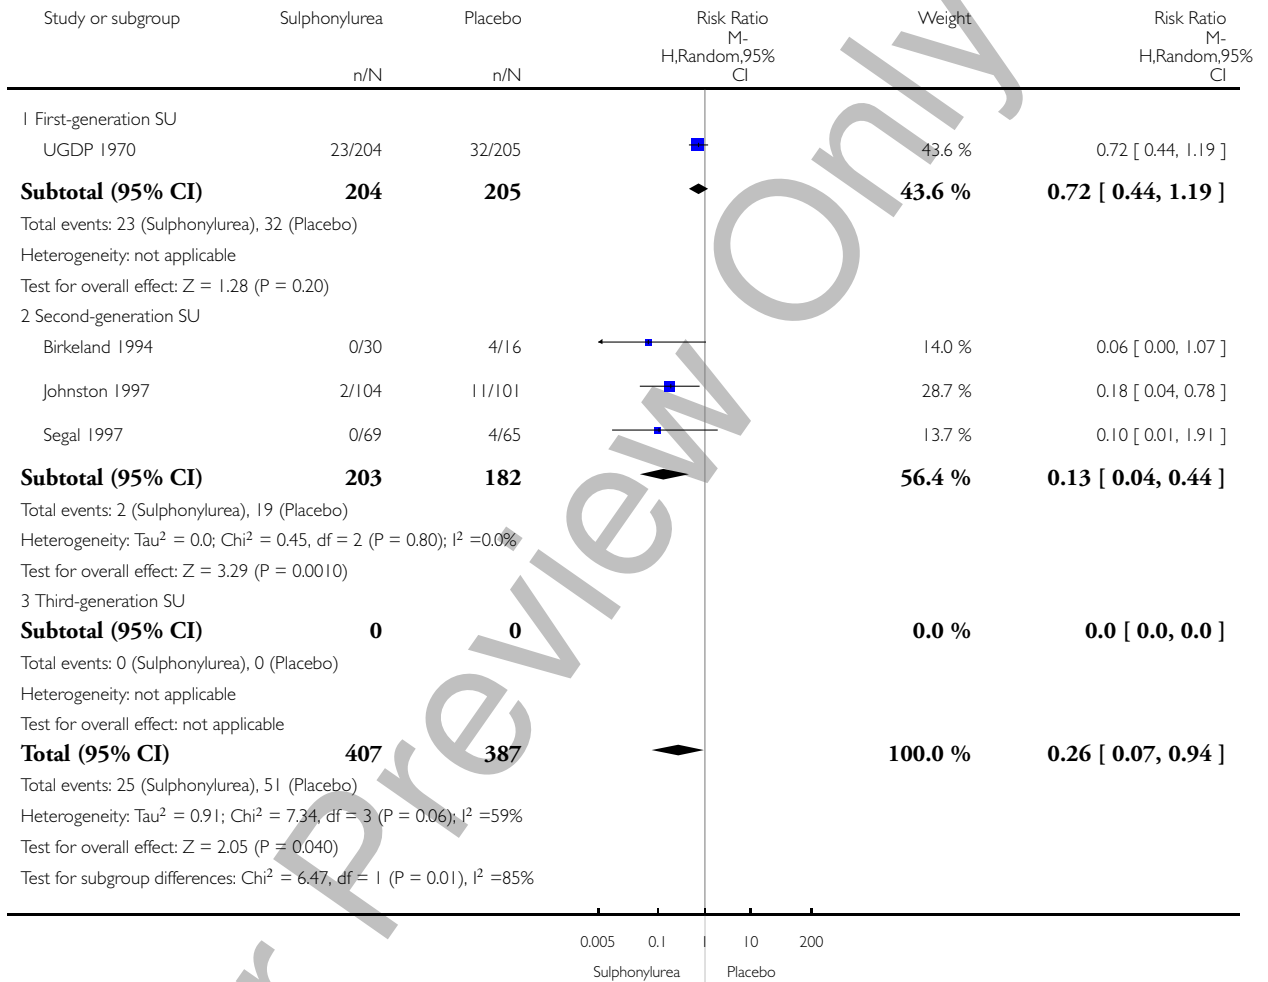 Study or subgroup Sulphonylurea Placebo Risk Ratio Weight Risk Ratio
M- M-
H,Random,95% H,Random,95%
n/N n/N CI CI
1 First-generation SU
UGDP 1970 23/204 32/205 43.6 % 0.72 [ 0.44, 1.19 ]
Subtotal (95% CI) 204 205 43.6 % 0.72 [ 0.44, 1.19 ]
Total events: 23 (Sulphonylurea), 32 (Placebo)
Heterogeneity: not applicable
Test for overall effect: Z = 1.28 (P = 0.20)
2 Second-generation SU
Birkeland 1994 0/30 4/16 14.0 % 0.06 [ 0.00, 1.07 ]
Johnston 1997 2/104 11/101 28.7 % 0.18 [ 0.04, 0.78 ]
Segal 1997 0/69 4/65 13.7 % 0.10 [ 0.01, 1.91 ]
Subtotal (95% CI) 203 182 56.4 % 0.13 [ 0.04, 0.44 ]
Total events: 2 (Sulphonylurea), 19 (Placebo)
Heterogeneity: Tau² = 0.0; Chi² = 0.45, df = 2 (P = 0.80); I² =0.0%
Test for overall effect: Z = 3.29 (P = 0.0010)
3 Third-generation SU
Subtotal (95% CI) 0 0 0.0 % 0.0 [ 0.0, 0.0 ]
Total events: 0 (Sulphonylurea), 0 (Placebo)
Heterogeneity: not applicable
Test for overall effect: not applicable
Total (95% CI) 407 387 100.0 % 0.26 [ 0.07, 0.94 ]
Total events: 25 (Sulphonylurea), 51 (Placebo)
Heterogeneity: Tau² = 0.91; Chi² = 7.34, df = 3 (P = 0.06); I² =59%
Test for overall effect: Z = 2.05 (P = 0.040)
Test for subgroup differences: Chi² = 6.47, df = 1 (P = 0.01), I² =85%
0.005 0.1 1 10 200
Sulphonylurea Placebo
r Preview Only